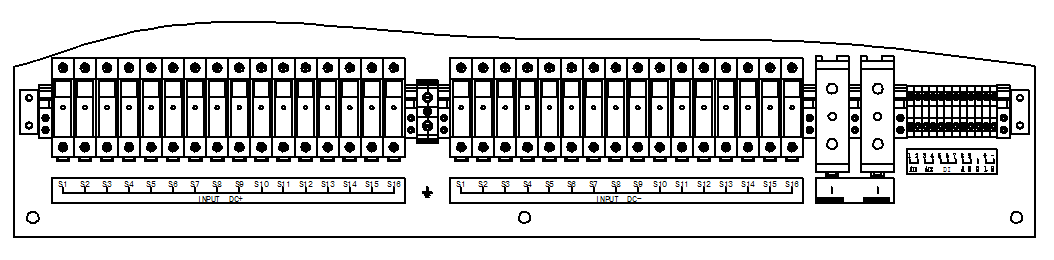 S1 S2 S3 S4 S5 S6 S7 S8 S9 S10 S11 S12 S13 S14 S15 S16
INPUT DC+
S1 S2 S3 S4 S5 S6 S7 S8 S9 S10 S11 S12 S13 S14 S15 S16
INPUT DC-